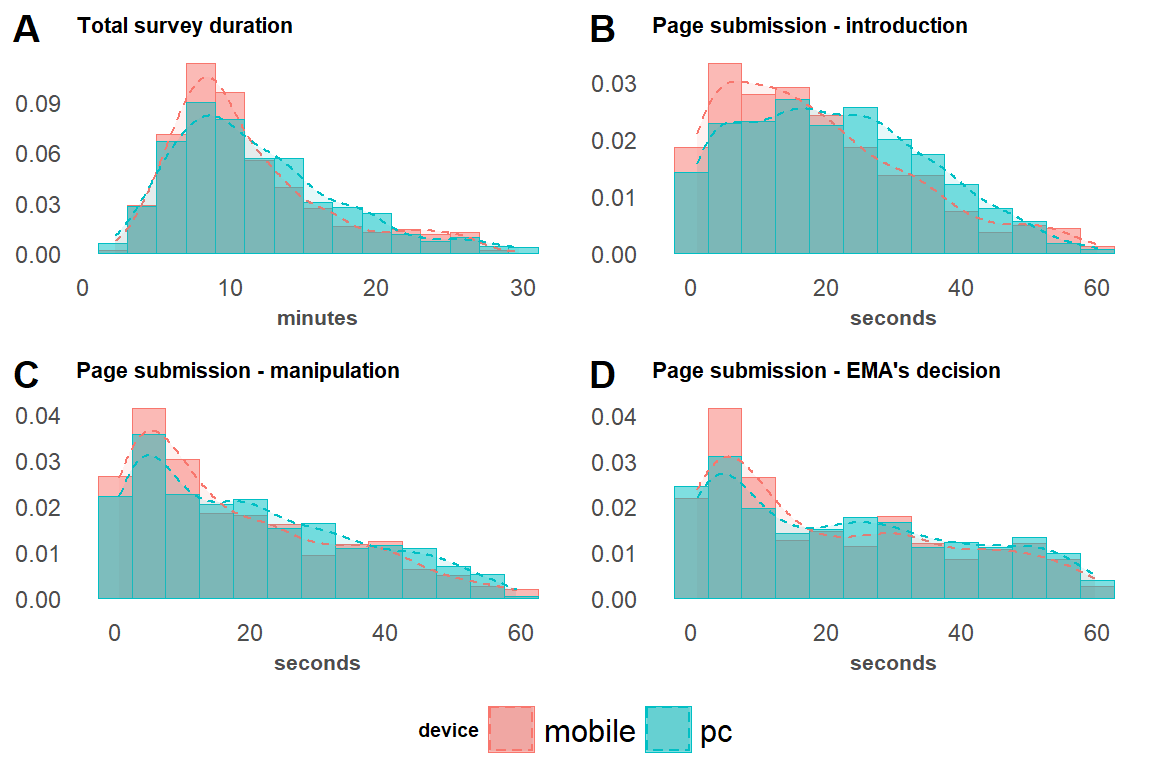 A Total survey duration
0.09
0.06
0.03
0.00
0 10 20 30
minutes
B Page submission - introduction
0.03
0.02
0.01
0.00
0 20 40 60
seconds
C Page submission - manipulation
0.04
0.03
0.02
0.01
0.00
0 20 40 60
seconds
D Page submission - EMA's decision
0.04
0.03
0.02
0.01
0.00
0 20 40 60
seconds
device mobile pc